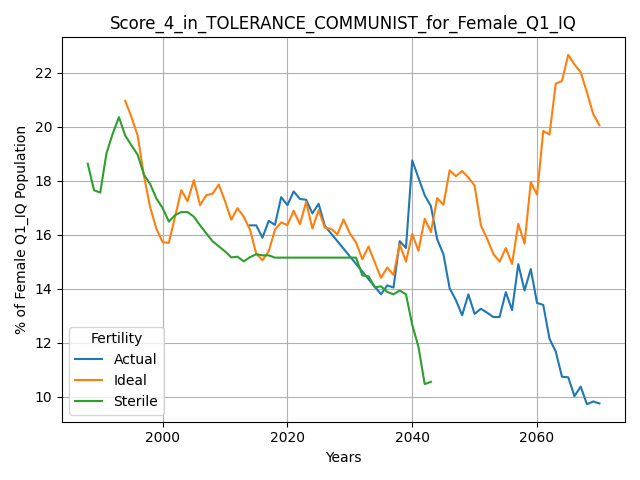 Score_4_in_TOLERANCE_COMMUNIST_for_Female_Q1_IQ
% of Female Q1_IQ Population
22
20
18
16
14
12
10
Fertility
Actual
Ideal
Sterile
2000
2020
2040
2060
Years